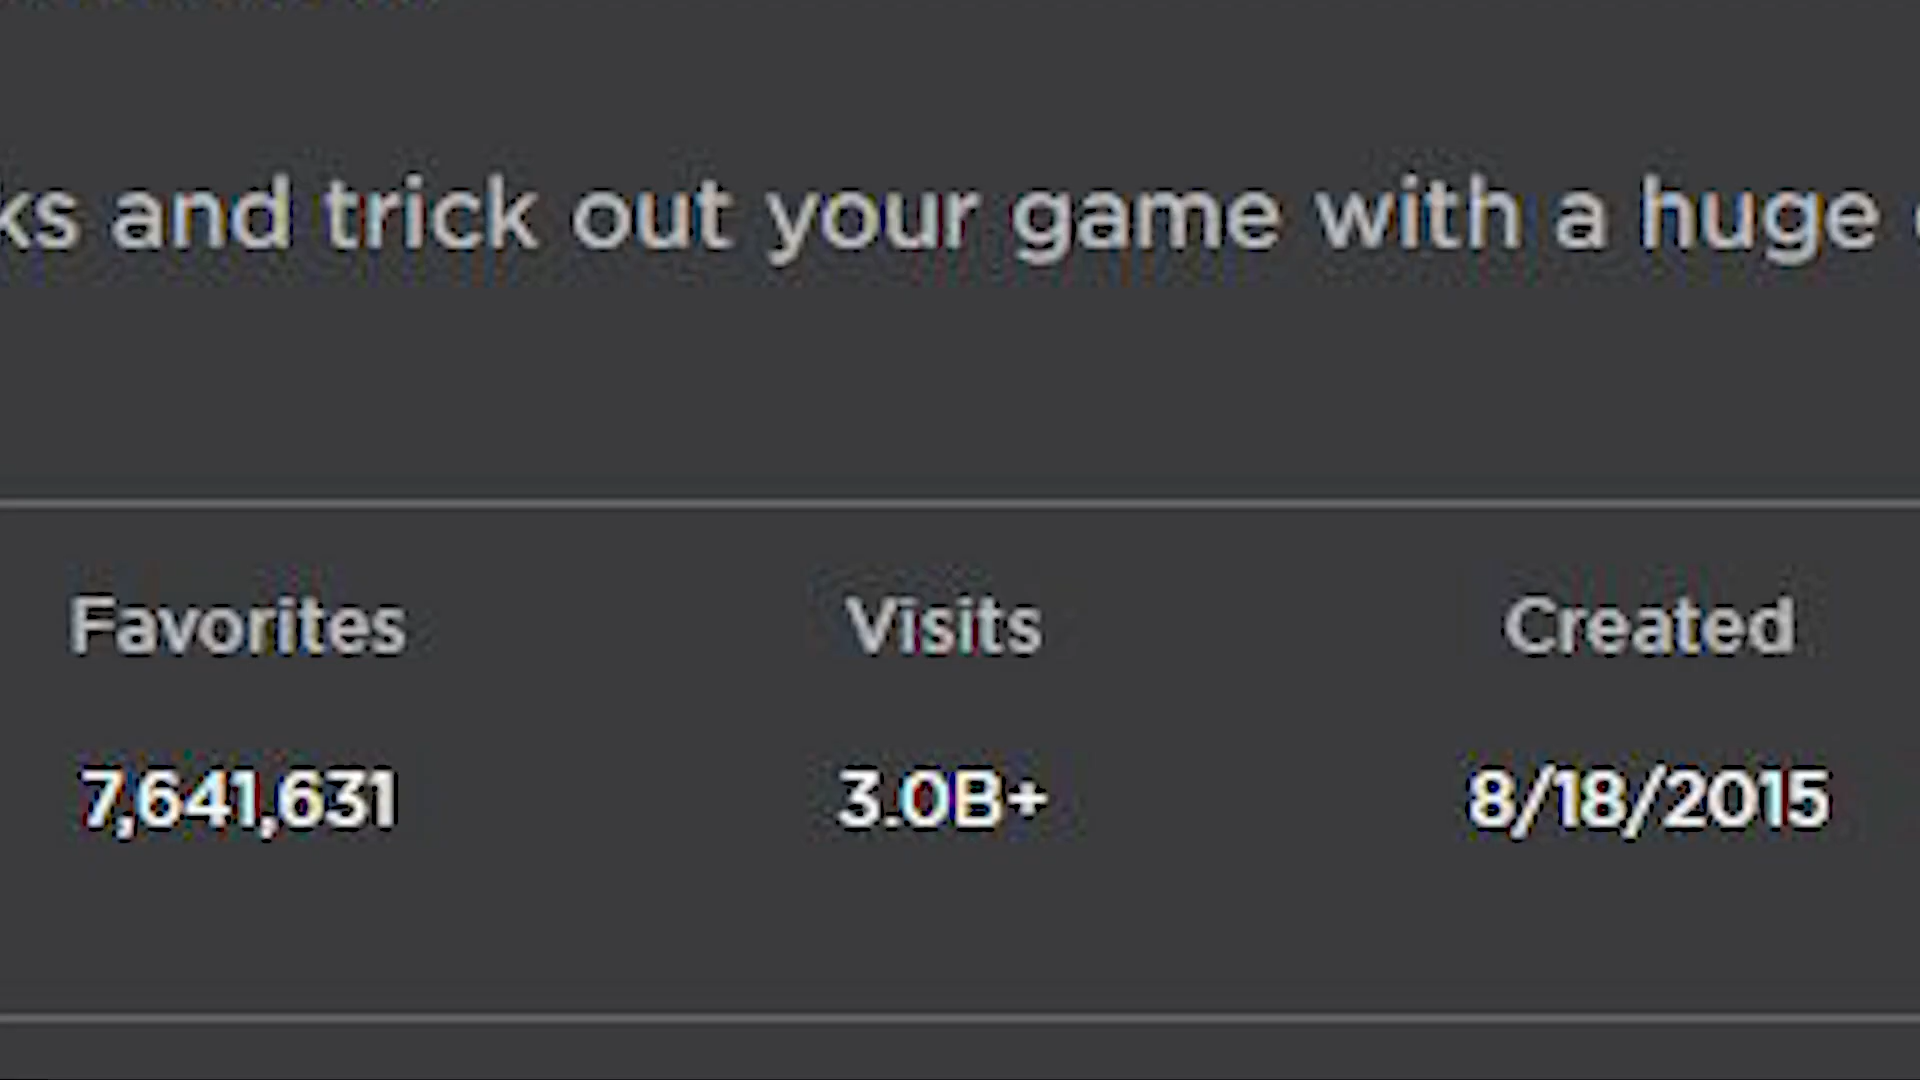 ks and trick out your game with a huge
Favorites Visits Created
7,641,631 3.0B+ 8/18/2015